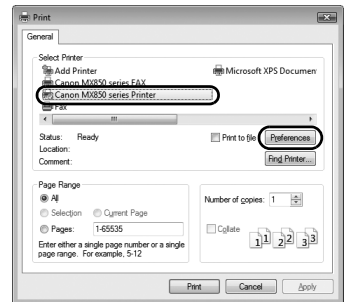 Print
General
Select Printer
Add Printer
Microsoft XPS Documen
Canon MX850 series FAX
Canon MX850 series Printer
Fax
Status: Ready
Print to file
Preferences
Location:
Comment:
Find Printer...
Page Range
All
Selection Current Page
Pages: 1-65535
Enter either a single page number or a single
page range. For example, 5-12
Number of copies: 1
Collate
1 1 2 2 3 3
Print Cancel Apply